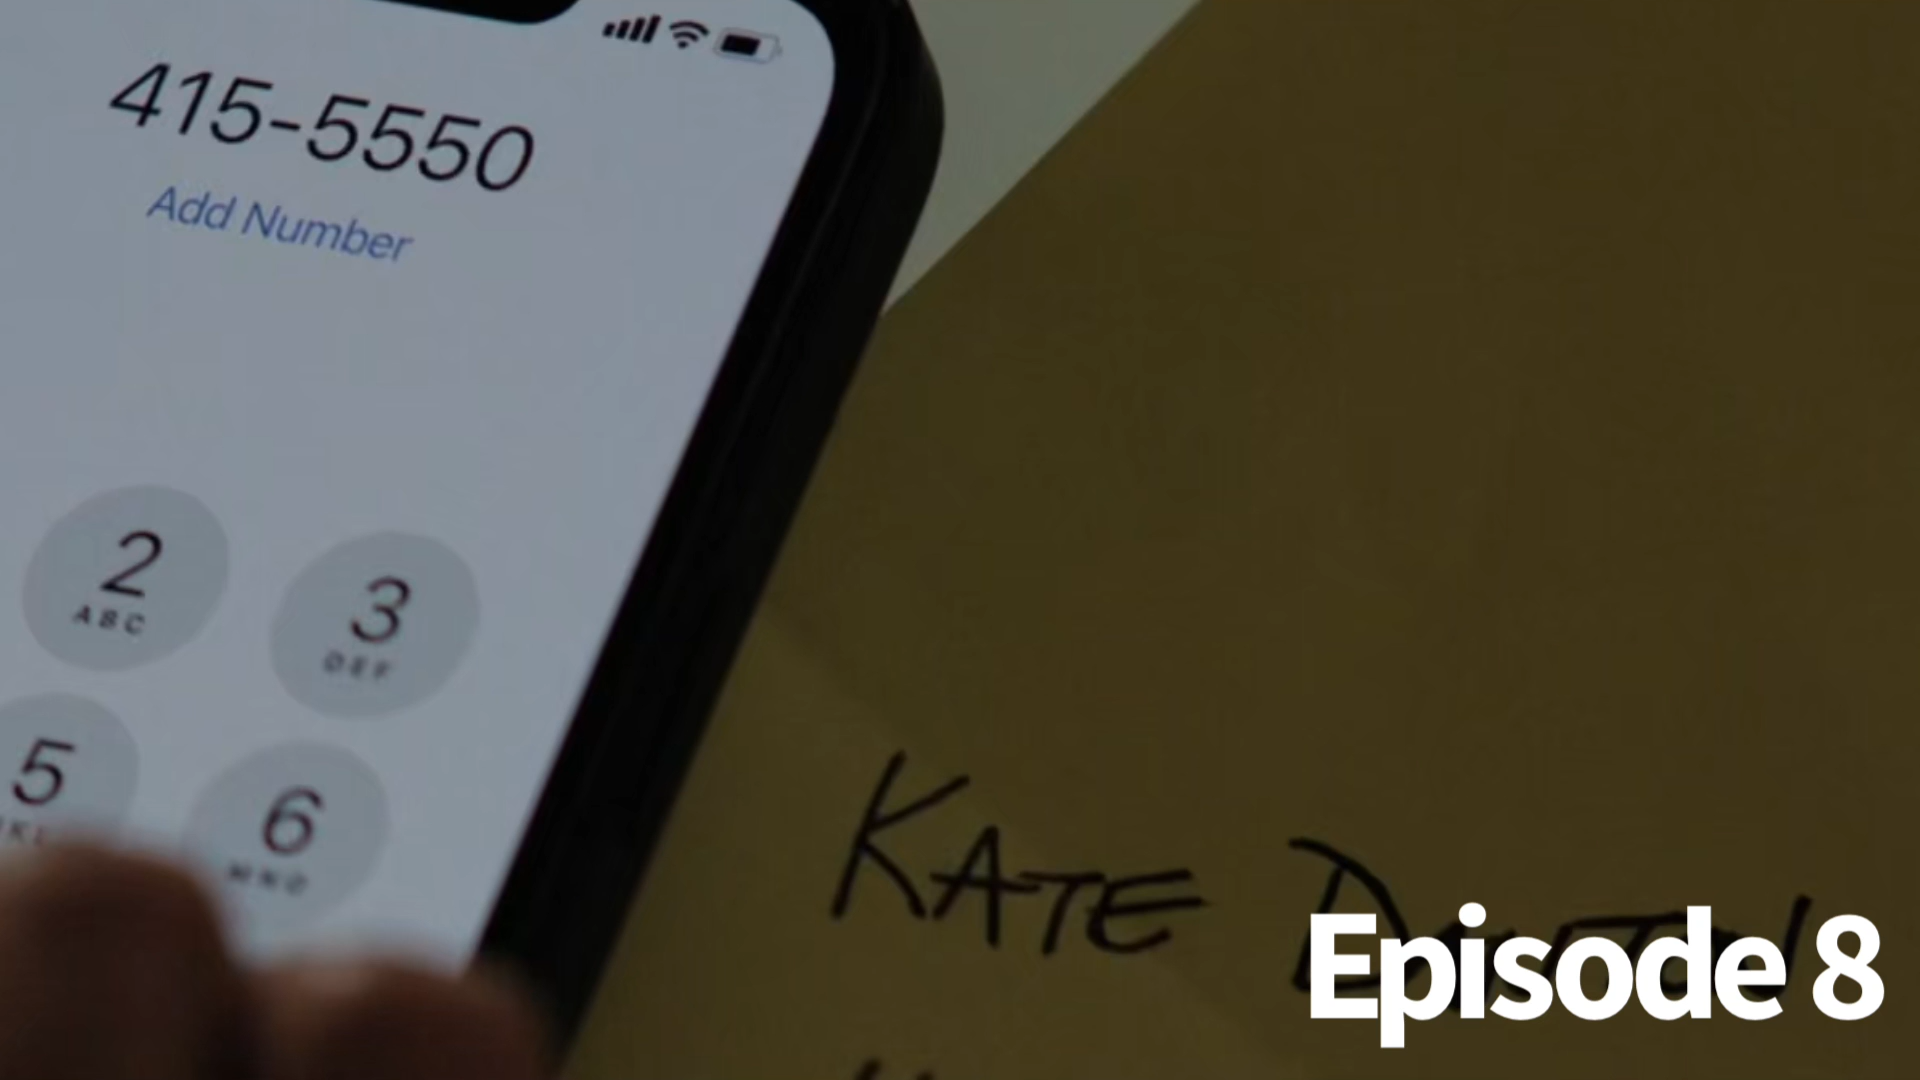 415-5550
Add Number
2
ABC
3
DEF
5
6
MNO
KATE
Episode 8